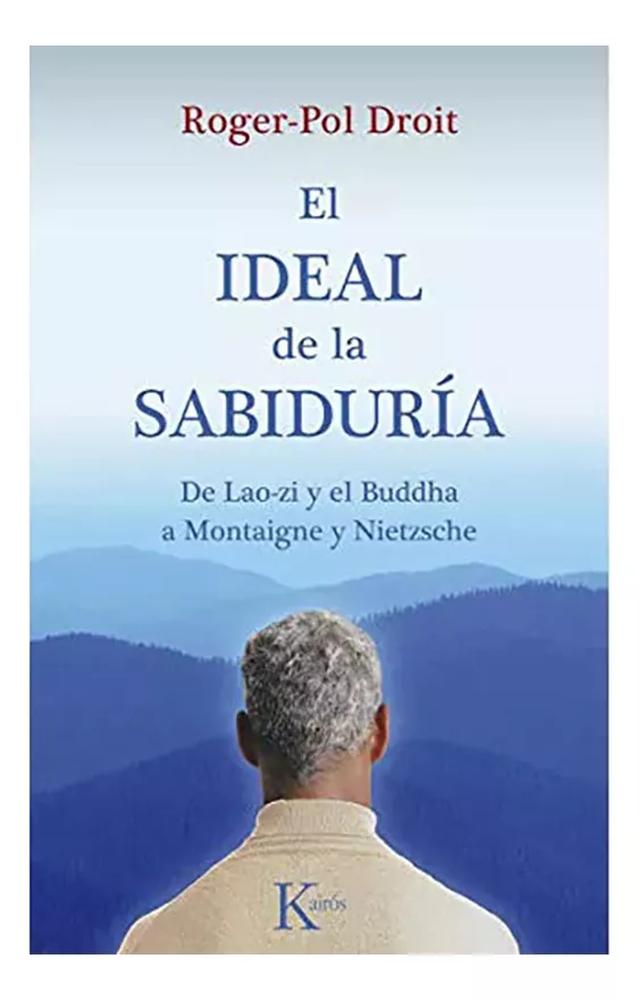 Roger-Pol Droit
El
IDEAL
de la
SABIDURÍA
De Lao-zi y el Buddha
a Montaigne y Nietzsche
Kairós